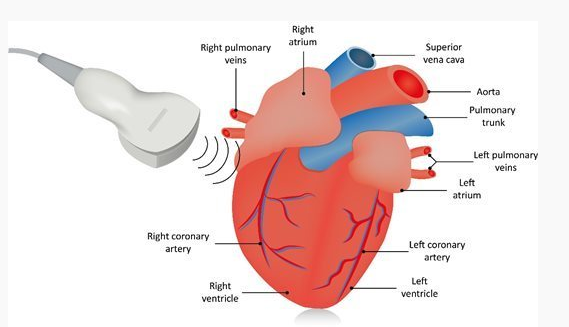 Right
atrium
Right pulmonary
veins
Superior
vena cava
Aorta
Pulmonary
trunk
Left pulmonary
veins
Left
atrium
Right coronary
artery
Left coronary
artery
Right
ventricle
Left
ventricle